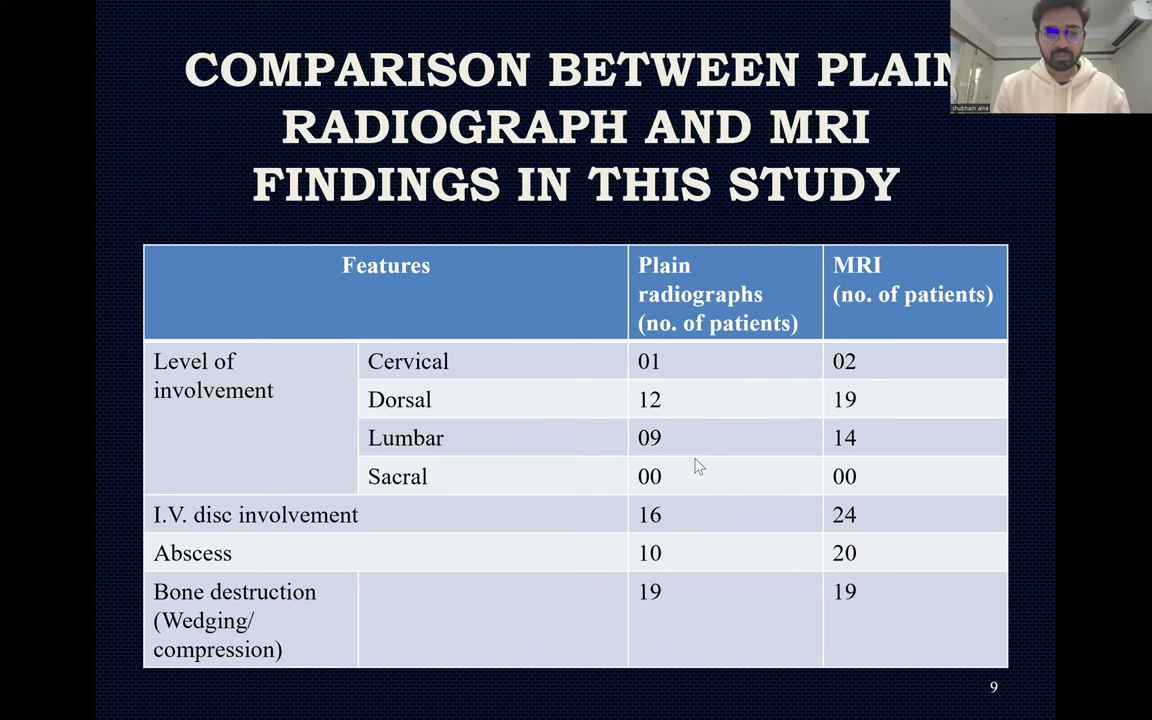 COMPARISON BETWEEN PLAIN
RADIOGRAPH AND MRI
FINDINGS IN THIS STUDY
shubham alne
Features
Plain
radiographs
(no. of patients)
MRI
(no. of patients)
Level of
involvement
Cervical
01
02
Dorsal
12
19
Lumbar
09
14
Sacral
00
00
I.V. disc involvement
16
24
Abscess
10
20
Bone destruction
(Wedging/
compression)
19
19
9